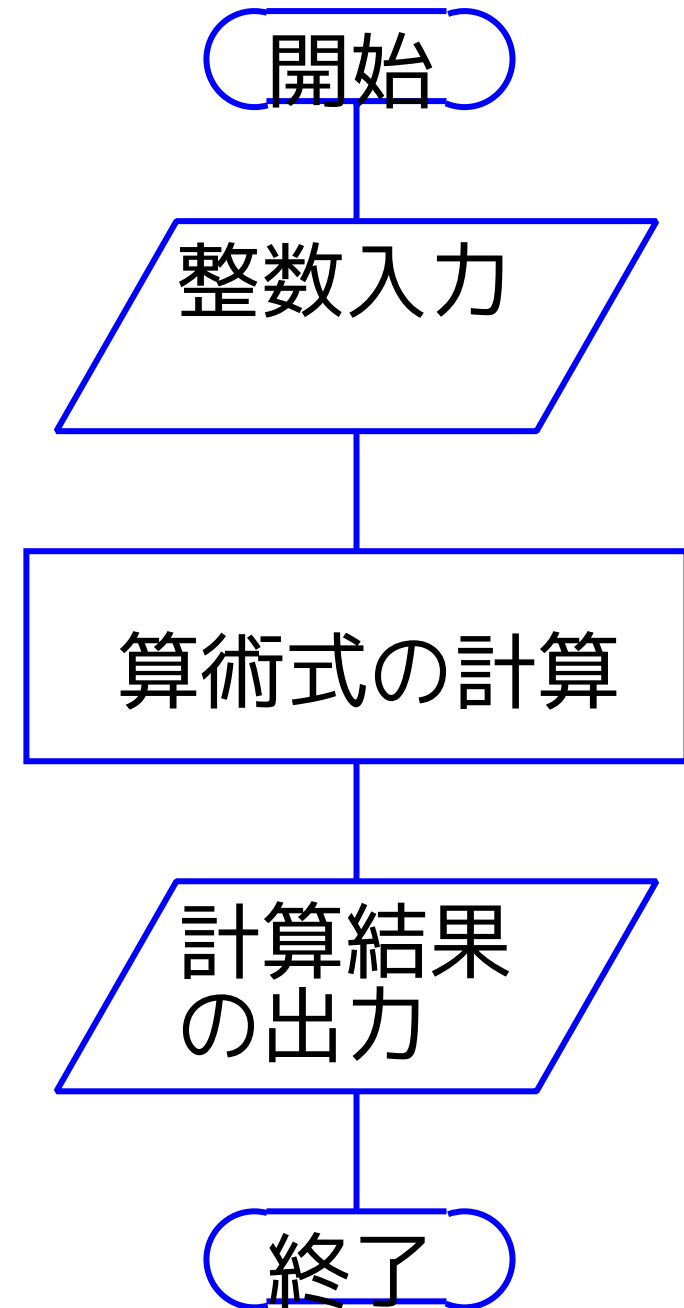 開始
整数入力
算術式の計算
計算結果
の出力
終了